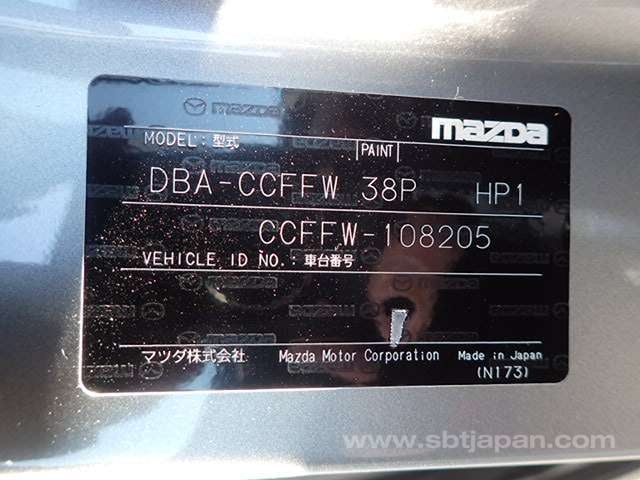 mazda
MODEL: 型式 PAINT
DBA-CCFFW 38P HP1
CCFFW-108205
VEHICLE ID NO.: 車台番号
マツダ株式会社 Mazda Motor Corporation Made in Japan
(N173)
www.sbtjapan.com